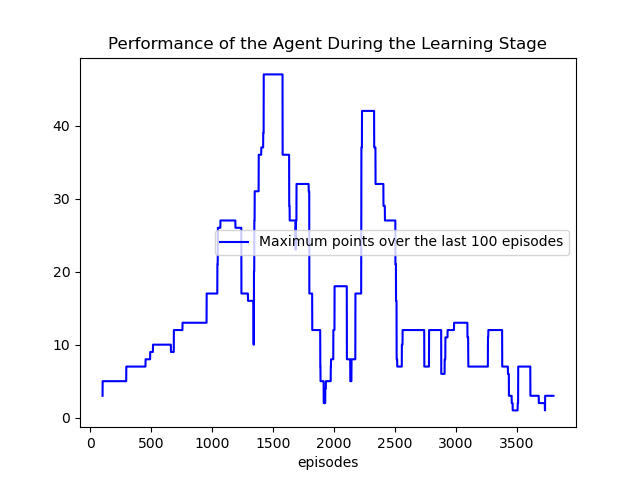 Performance of the Agent During the Learning Stage
40
30
Maximum points over the last 100 episodes
20
10
0
0 500 1000 1500 2000 2500 3000 3500
episodes